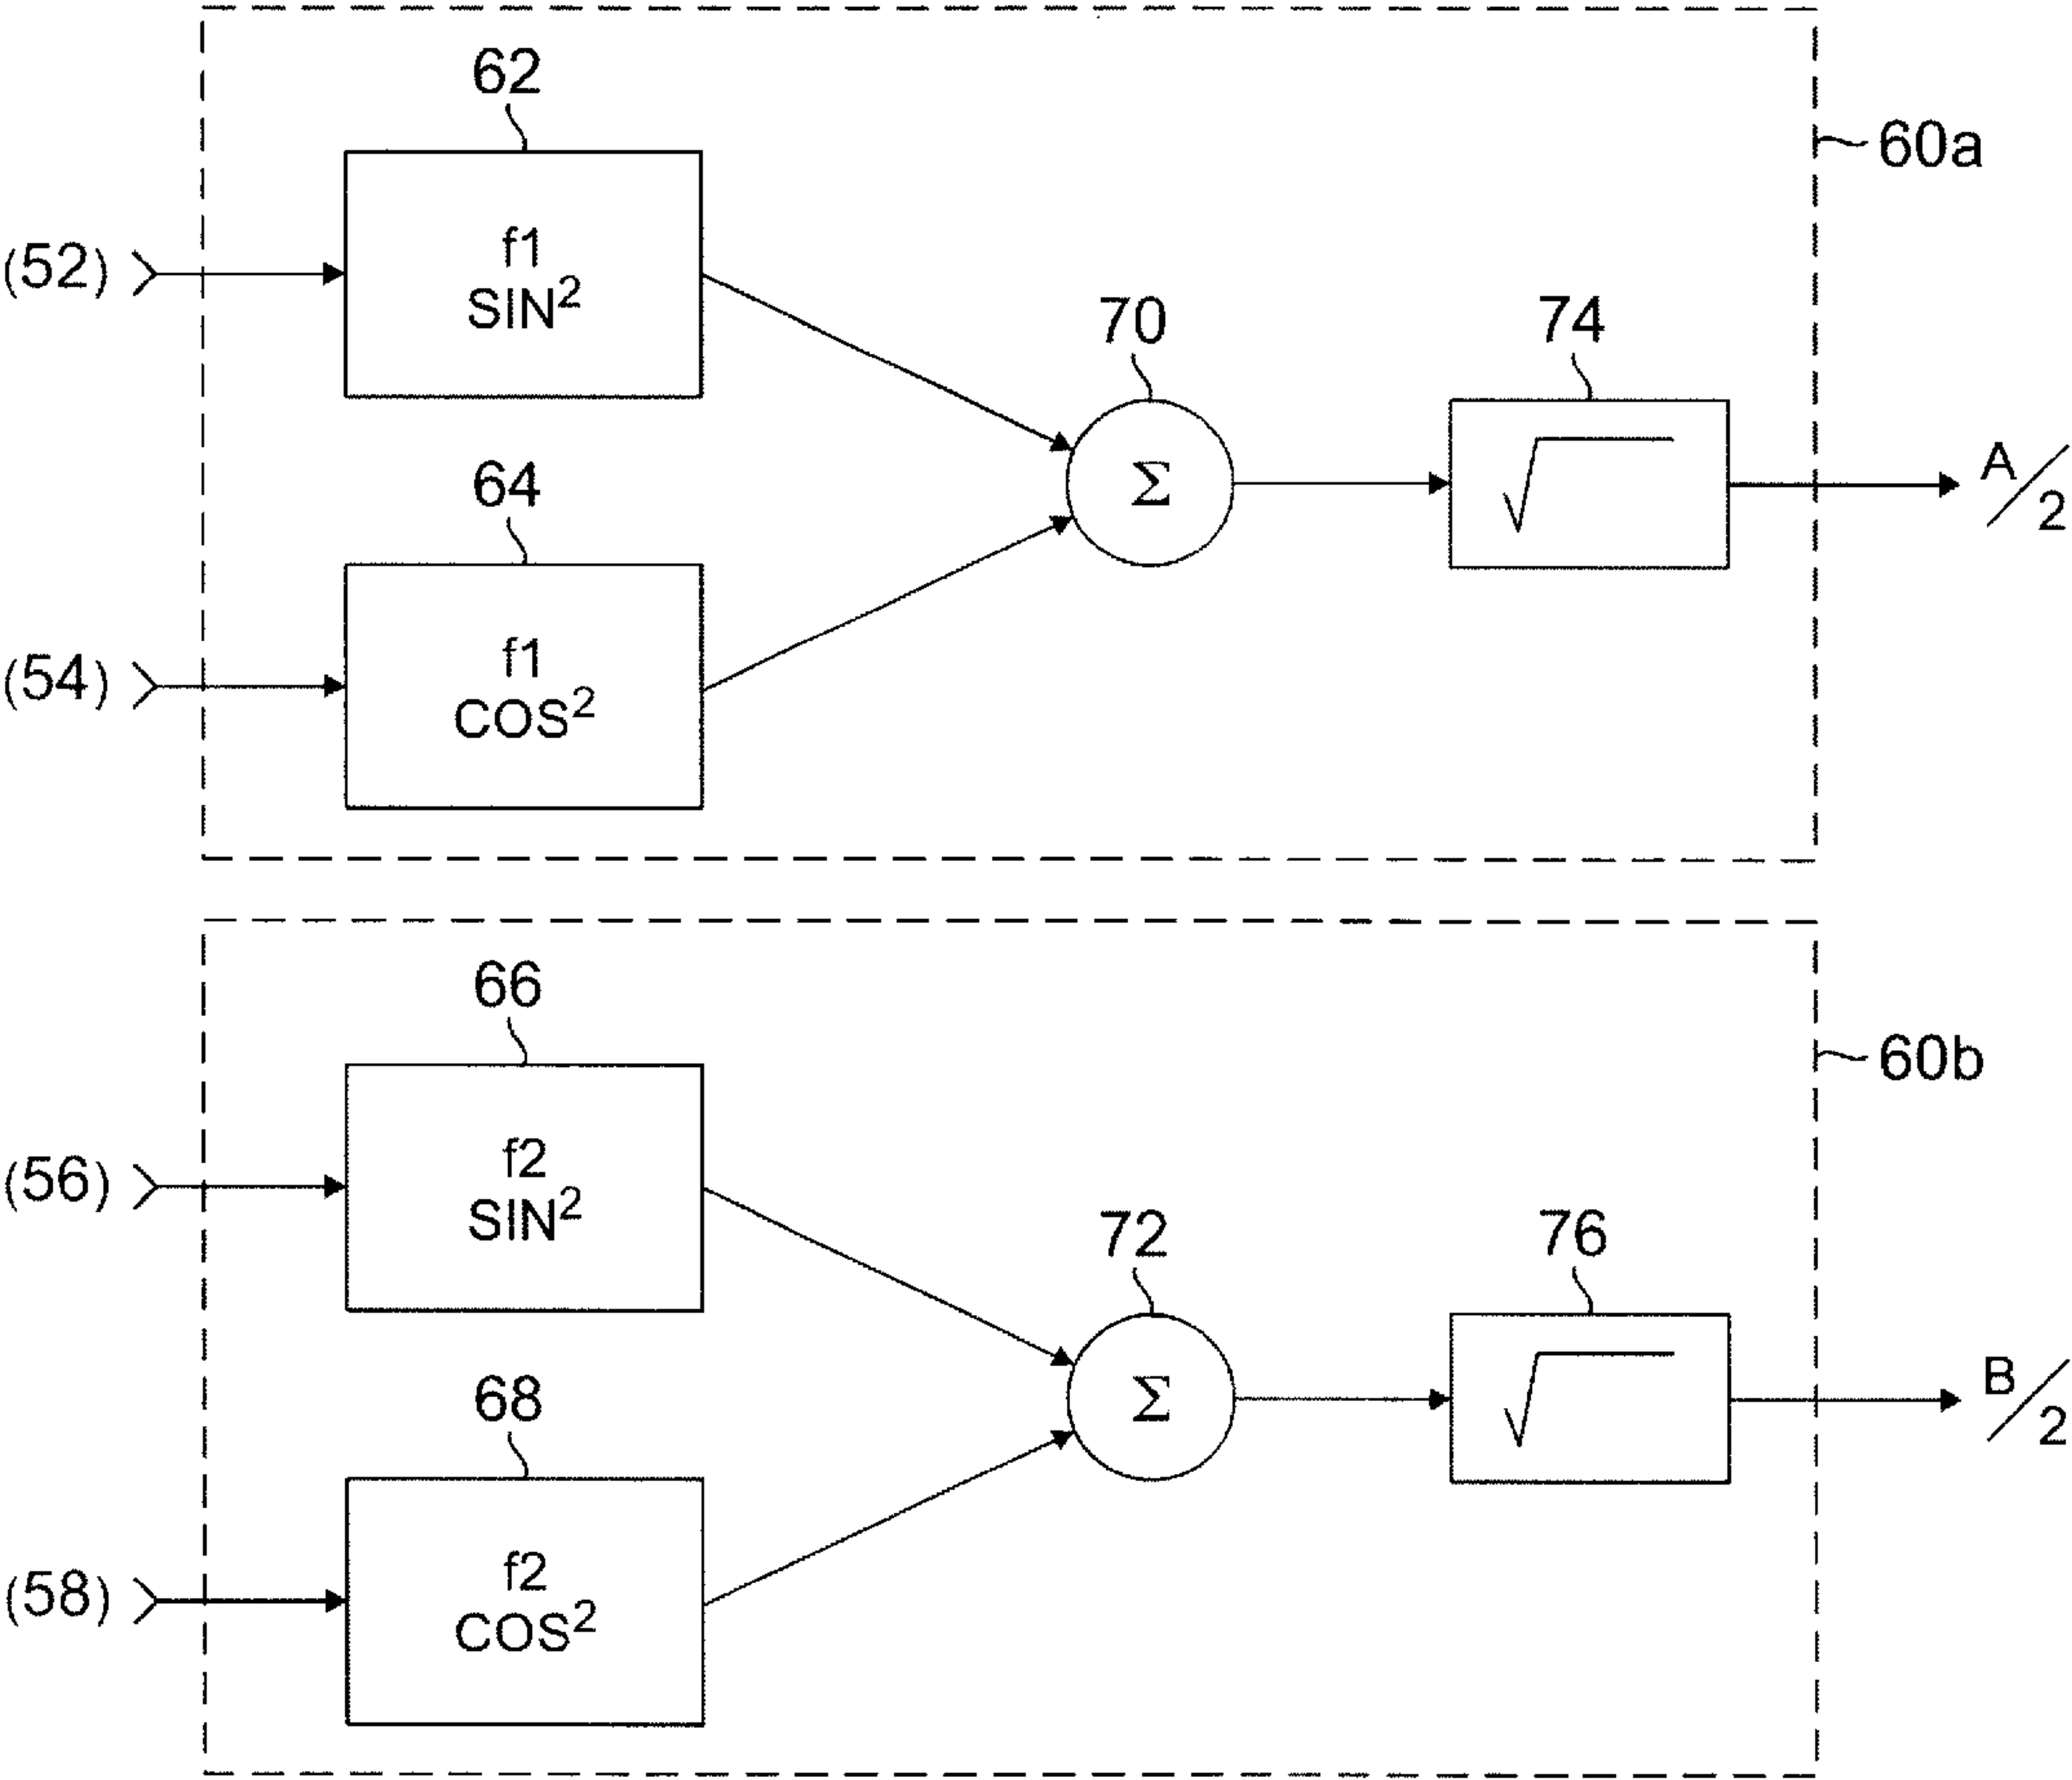 62
60a
(52)
f1
SIN²
70
74
Σ
√
A/2
64
(54)
f1
COS²
66
60b
(56)
f2
SIN²
72
76
Σ
√
B/2
68
(58)
f2
COS²